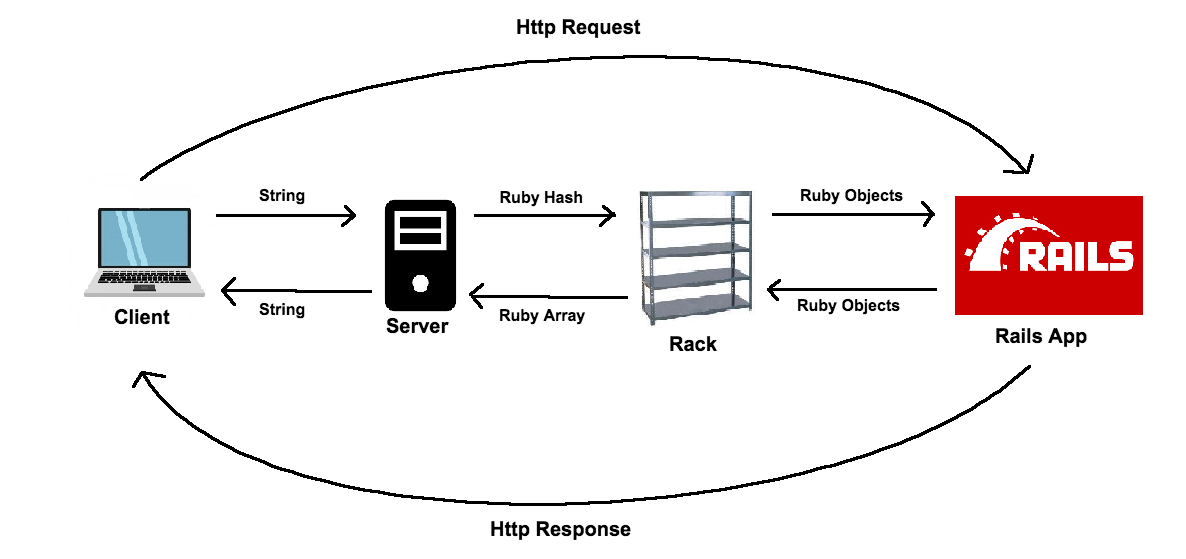 Http Request
String
Ruby Hash
Ruby Objects
RAILS
String
Ruby Array
Ruby Objects
Client
Server
Rack
Rails App
Http Response